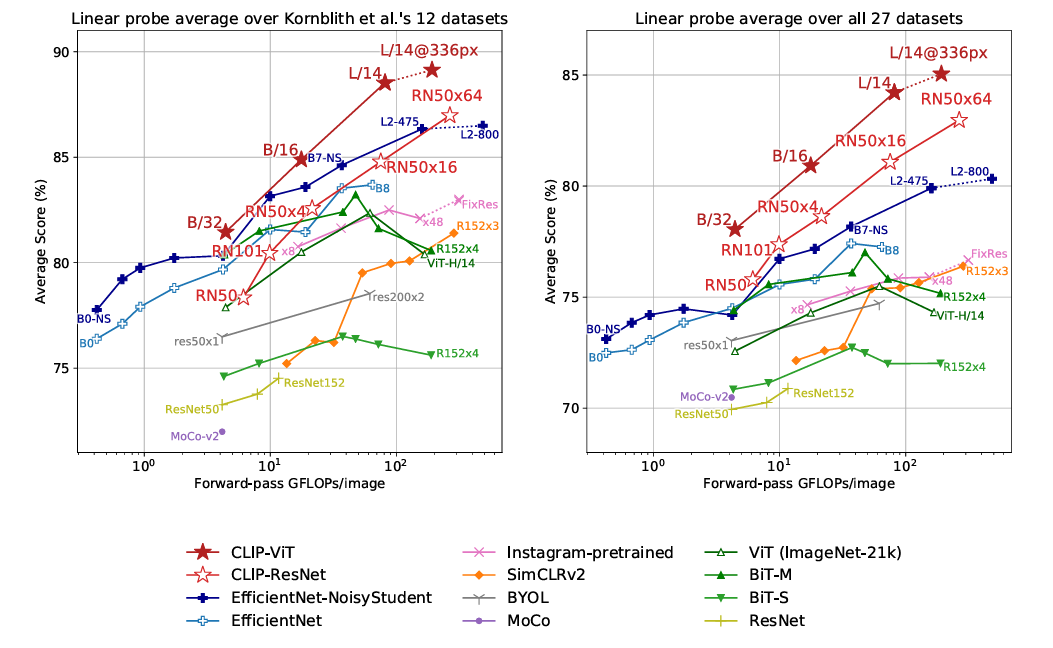 Linear probe average over Kornblith et al.'s 12 datasets
90
85
80
75
Average Score (%)
10^0
10^1
10^2
Forward-pass GFLOPs/image
L/14@336px
L/14
RN50x64
B/16
B7-NS
L2-475
L2-800
RN50x16
B8
B/32
RN50x4
FixRes
x48
R152x3
RN101
x8
R152x4
ViT-H/14
RN50
res200x2
B0-NS
B0
res50x1
R152x4
ResNet152
ResNet50
MoCo-v2
Linear probe average over all 27 datasets
85
80
75
70
Average Score (%)
10^0
10^1
10^2
Forward-pass GFLOPs/image
L/14@336px
L/14
RN50x64
B/16
RN50x16
L2-475
L2-800
B/32
RN50x4
B7-NS
RN101
B8
FixRes
R152x3
RN50
x48
x8
R152x4
ViT-H/14
B0-NS
B0
res50x1
R152x4
MoCo-v2
ResNet152
ResNet50
CLIP-ViT
CLIP-ResNet
EfficientNet-NoisyStudent
EfficientNet
Instagram-pretrained
SimCLRv2
BYOL
MoCo
ViT (ImageNet-21k)
BiT-M
BiT-S
ResNet